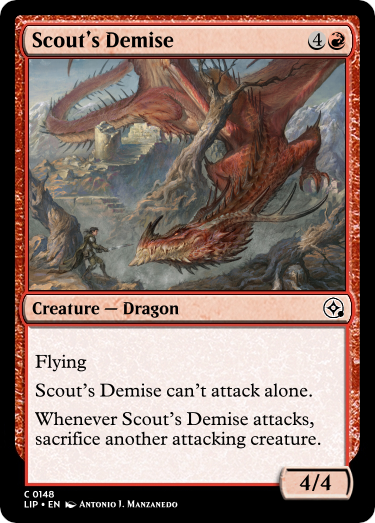 Scout's Demise 4
Creature — Dragon
Flying
Scout's Demise can't attack alone.
Whenever Scout's Demise attacks,
sacrifice another attacking creature.
4/4
C 0148
LIP • EN Antonio J. Manzanedo